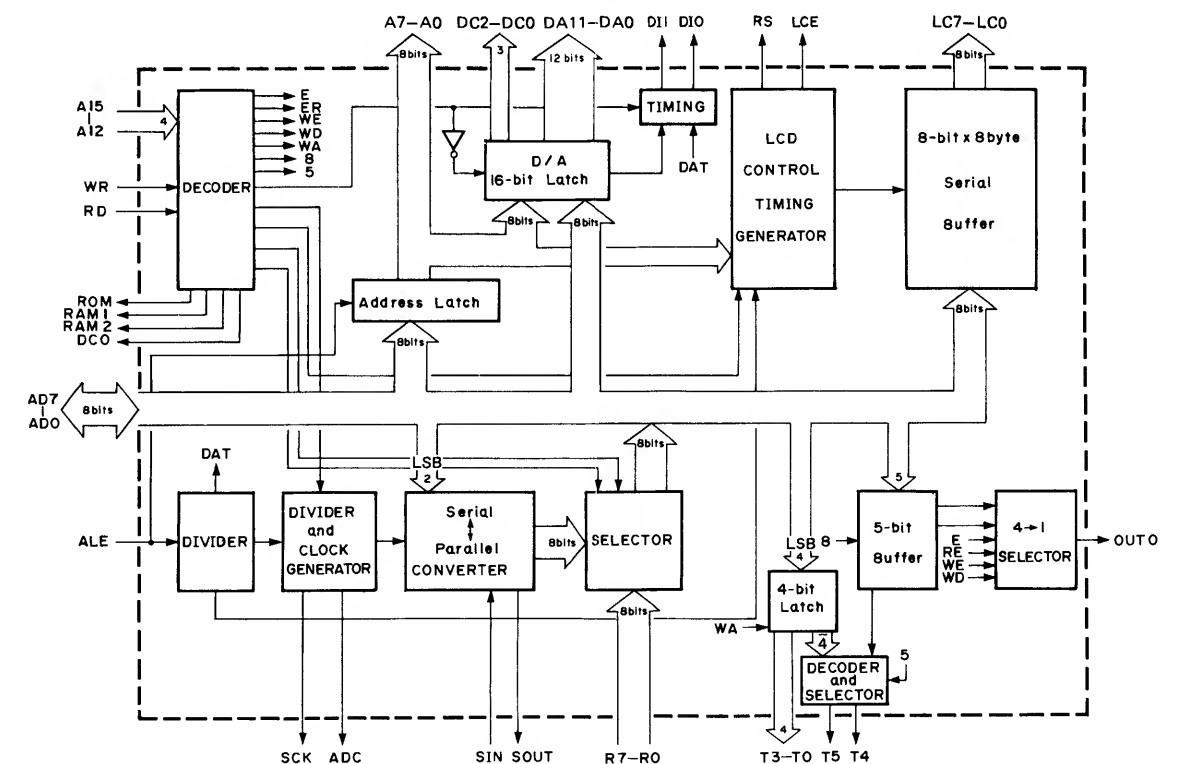 A7–A0 DC2–DC0 DA11–DA0 DI1 DI0 RS LCE LC7–LC0
8bits 3 12 bits 8bits
A15
A12
4
E
ER
WE
WD
WA
8
5
WR
RD
DECODER
TIMING
DAT
D/A
16-bit Latch
8bits 8bits
LCD
CONTROL
TIMING
GENERATOR
8-bit x 8byte
Serial
Buffer
8bits
ROM
RAM1
RAM2
DC0
Address Latch
8bits
AD7
AD0
8bits
DAT
LSB
2
8bits
5
ALE
DIVIDER
DIVIDER
and
CLOCK
GENERATOR
Serial
Parallel
CONVERTER
8bits
SELECTOR
8bits
LSB
4
8
5-bit
Buffer
E
RE
WE
WD
4→1
SELECTOR
OUT0
4-bit
Latch
WA
4
DECODER
and
SELECTOR
5
4
SCK ADC SIN SOUT R7–R0 T3–T0 T5 T4